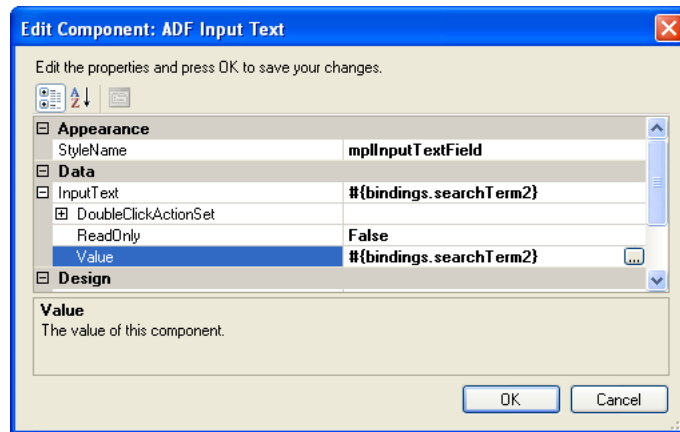 Edit Component: ADF Input Text
Edit the properties and press OK to save your changes.
Appearance
StyleName mplInputTextField
Data
InputText #{bindings.searchTerm2}
DoubleClickActionSet
ReadOnly False
Value #{bindings.searchTerm2} ...
Design
Value
The value of this component.
OK Cancel